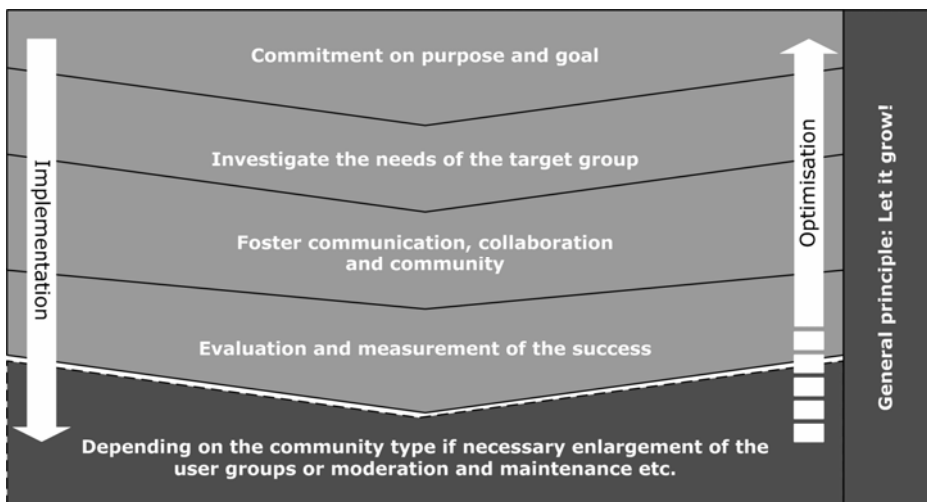 Commitment on purpose and goal
Investigate the needs of the target group
Foster communication, collaboration
and community
Evaluation and measurement of the success
Depending on the community type if necessary enlargement of the
user groups or moderation and maintenance etc.
Implementation
Optimisation
General principle: Let it grow!